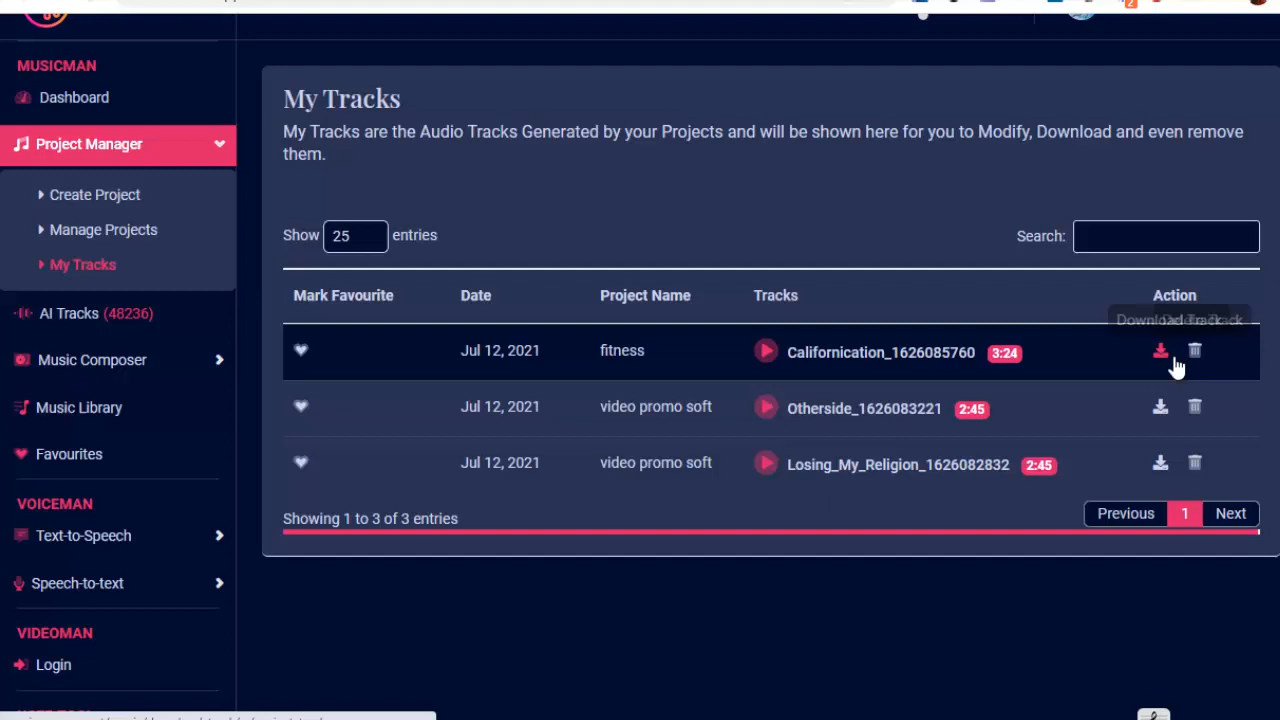 2
MUSICMAN
Dashboard
Project Manager
Create Project
Manage Projects
My Tracks
AI Tracks (48236)
Music Composer
Music Library
Favourites
VOICEMAN
Text-to-Speech
Speech-to-text
VIDEOMAN
Login
My Tracks
My Tracks are the Audio Tracks Generated by your Projects and will be shown here for you to Modify, Download and even remove
them.
Show 25 entries
Search:
Mark Favourite Date Project Name Tracks Action
Download Track
Jul 12, 2021 fitness Californication_1626085760 3:24
Jul 12, 2021 video promo soft Otherside_1626083221 2:45
Jul 12, 2021 video promo soft Losing_My_Religion_1626082832 2:45
Showing 1 to 3 of 3 entries
Previous 1 Next